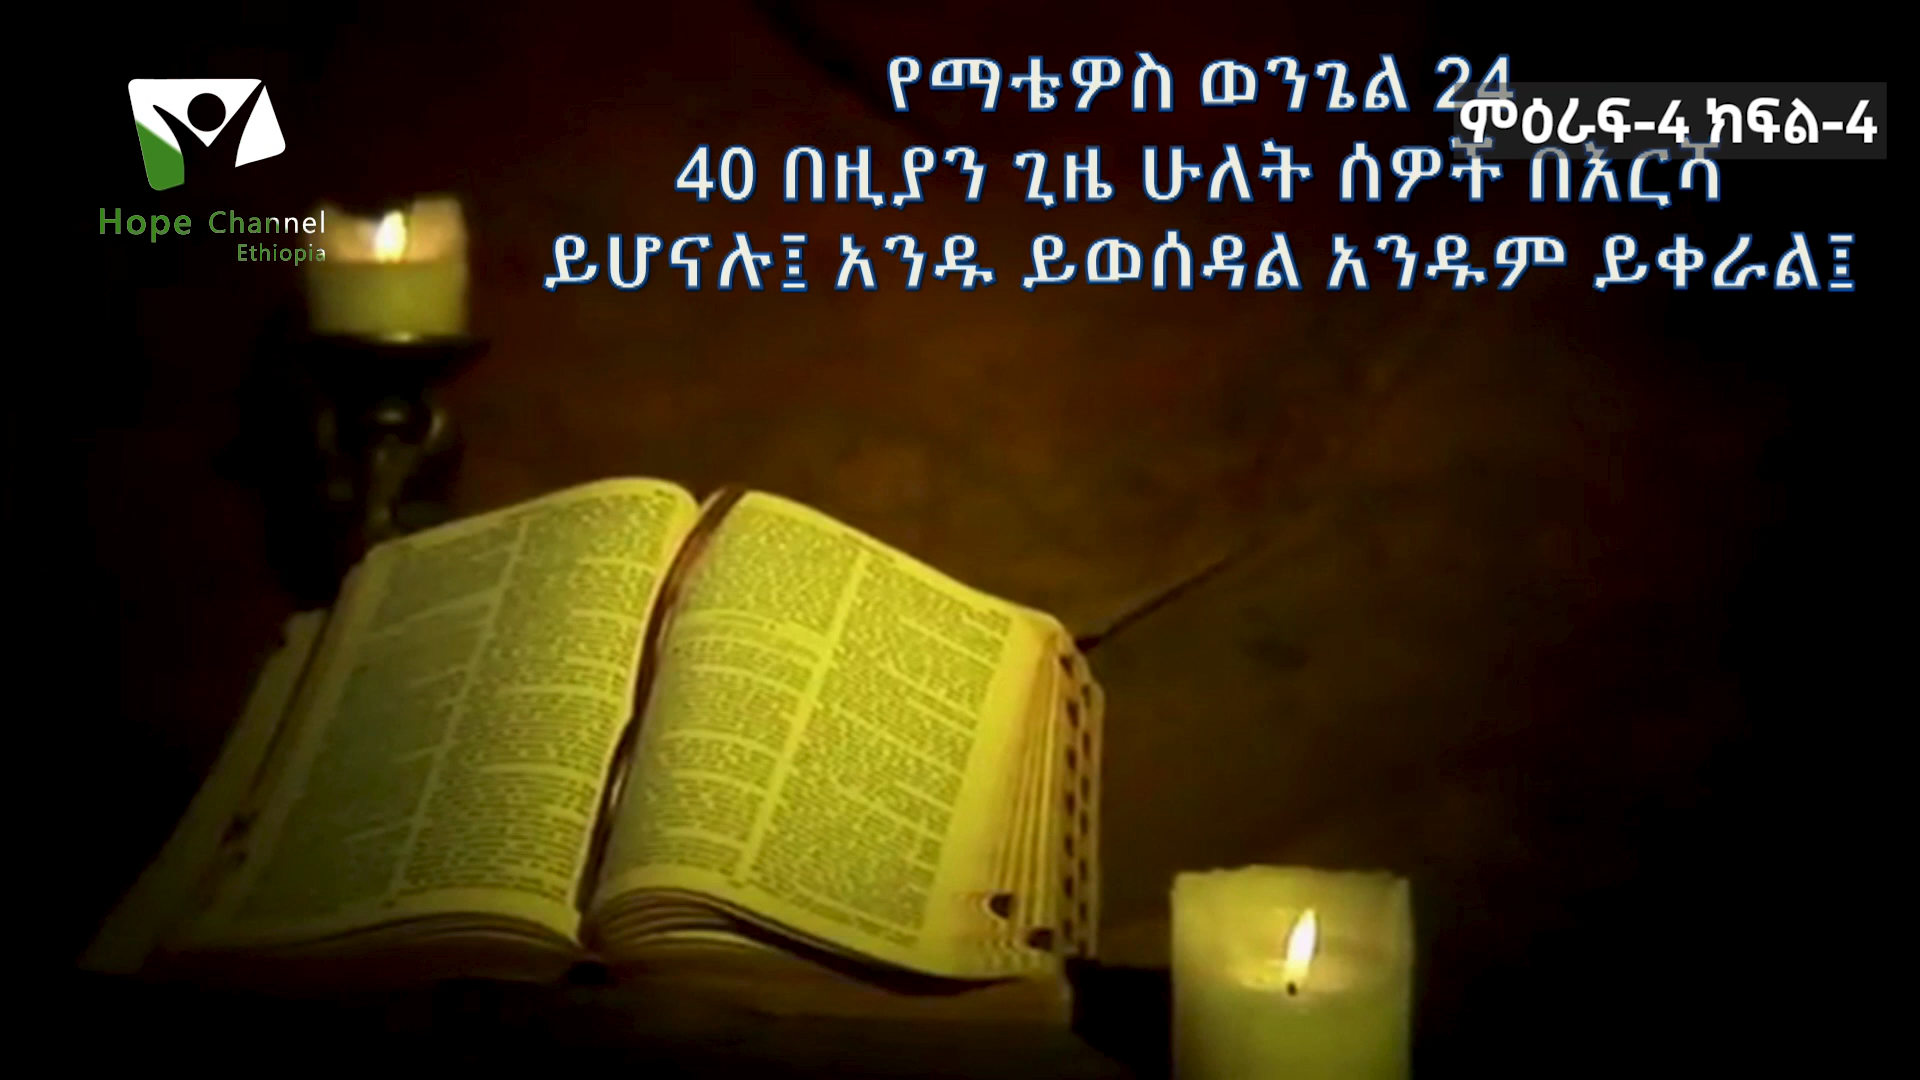 የማቴዎስ ወንጌል 24
ምዕራፍ-4 ክፍል-4
40 በዚያን ጊዜ ሁለት ሰዎች በእርሻ
ይሆናሉ፤ አንዱ ይወሰዳል አንዱም ይቀራል፤
Hope Channel
Ethiopia